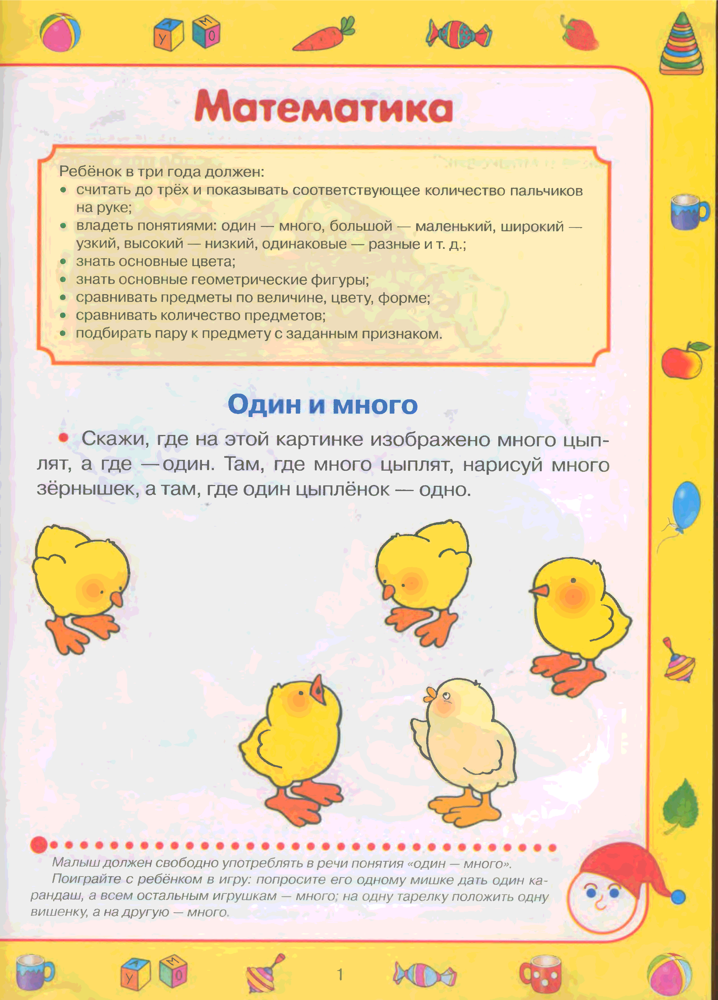 А
У
М
О
Математика
Ребёнок в три года должен:
• считать до трёх и показывать соответствующее количество пальчиков
на руке;
• владеть понятиями: один — много, большой — маленький, широкий —
узкий, высокий — низкий, одинаковые — разные и т. д.;
• знать основные цвета;
• знать основные геометрические фигуры;
• сравнивать предметы по величине, цвету, форме;
• сравнивать количество предметов;
• подбирать пару к предмету с заданным признаком.
Один и много
• Скажи, где на этой картинке изображено много цып-
лят, а где — один. Там, где много цыплят, нарисуй много
зёрнышек, а там, где один цыплёнок — одно.
Малыш должен свободно употреблять в речи понятия «один — много».
Поиграйте с ребёнком в игру: попросите его одному мишке дать один ка-
рандаш, а всем остальным игрушкам — много; на одну тарелку положить одну
вишенку, а на другую — много.
А
У
М
О
1